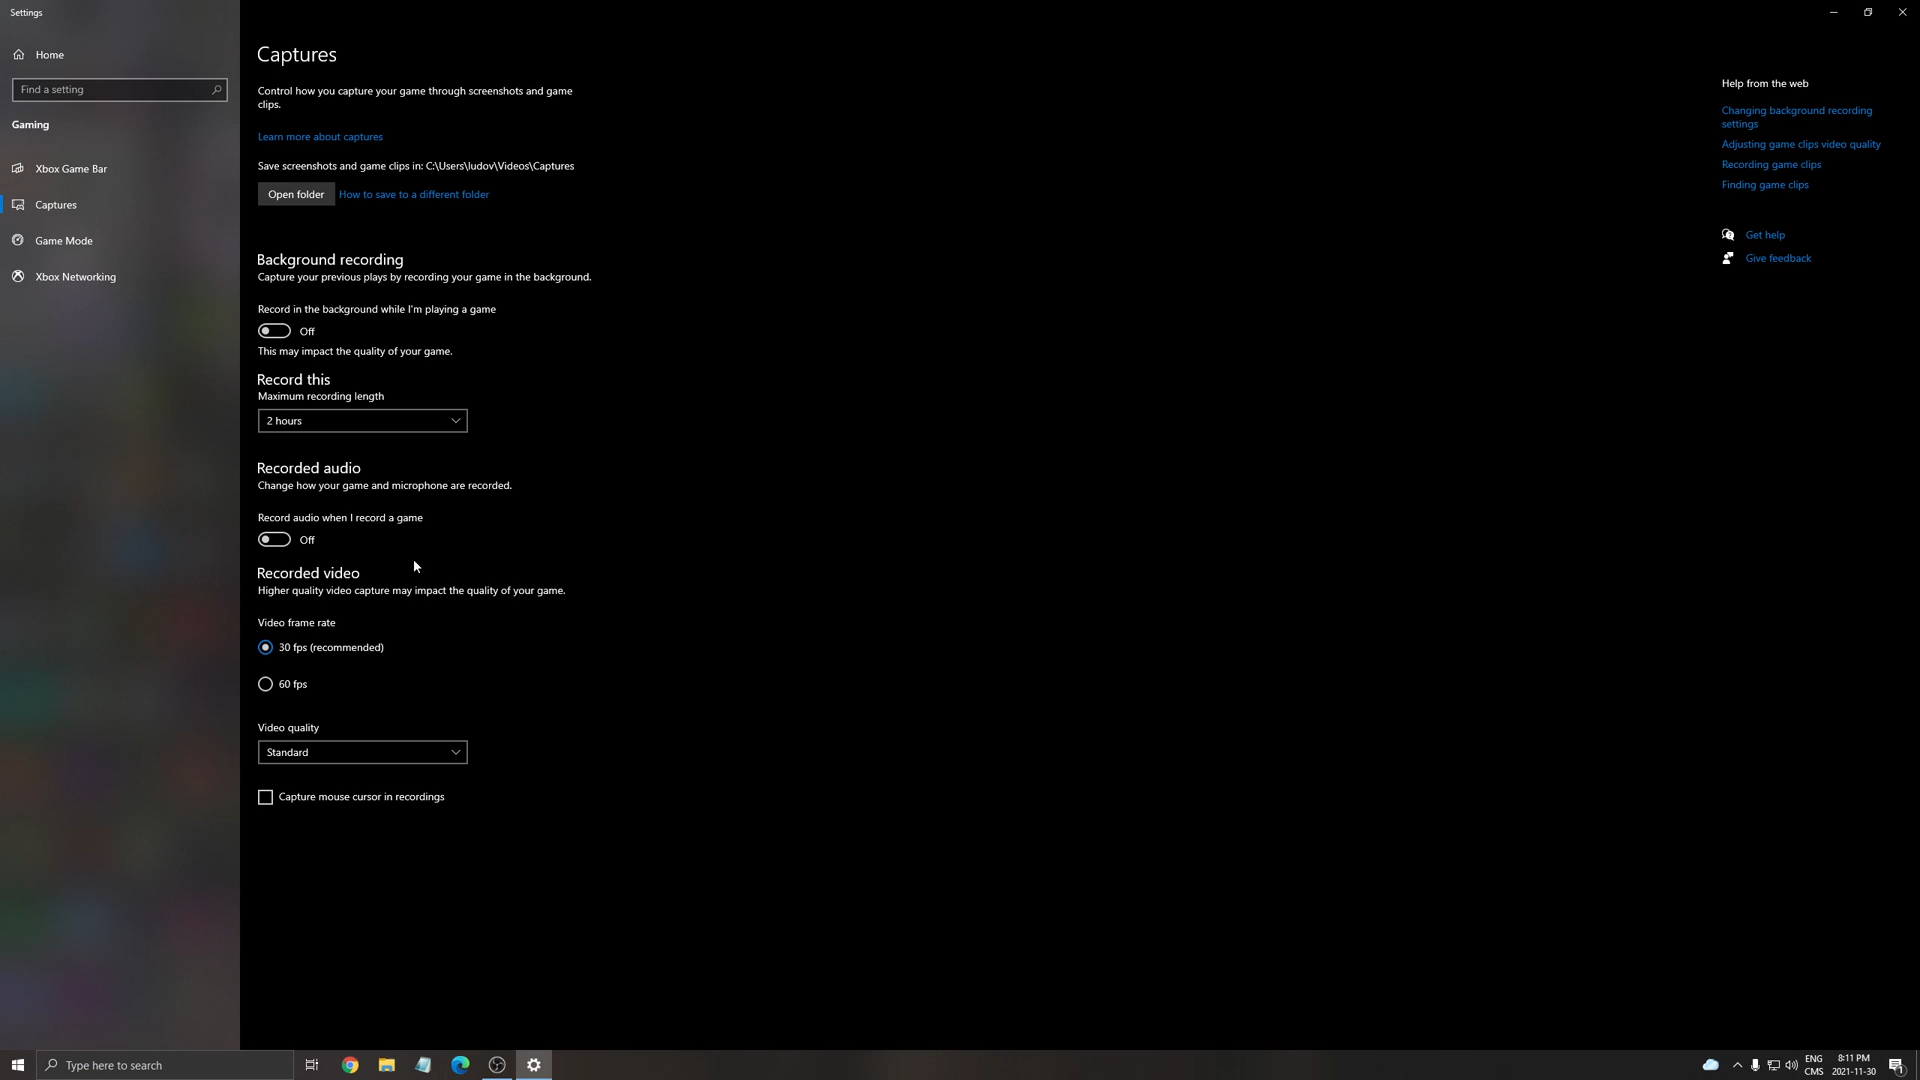 Settings
Home
Find a setting
Gaming
Xbox Game Bar
Captures
Game Mode
Xbox Networking
Captures
Control how you capture your game through screenshots and game
clips.
Learn more about captures
Save screenshots and game clips in: C:\Users\ludov\Videos\Captures
Open folder
How to save to a different folder
Background recording
Capture your previous plays by recording your game in the background.
Record in the background while I'm playing a game
Off
This may impact the quality of your game.
Record this
Maximum recording length
2 hours
Recorded audio
Change how your game and microphone are recorded.
Record audio when I record a game
Off
Recorded video
Higher quality video capture may impact the quality of your game.
Video frame rate
30 fps (recommended)
60 fps
Video quality
Standard
Capture mouse cursor in recordings
Help from the web
Changing background recording
settings
Adjusting game clips video quality
Recording game clips
Finding game clips
Get help
Give feedback
Type here to search
ENG
CMS
8:11 PM
2021-11-30
1